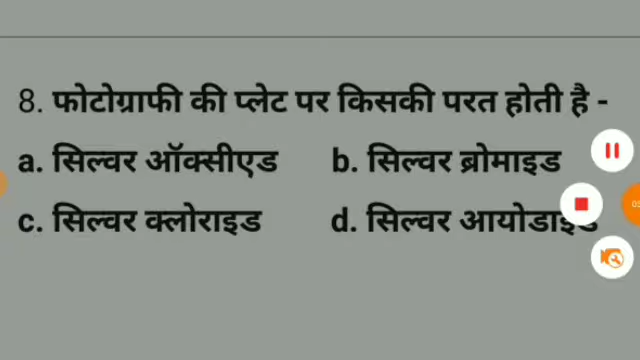 8. फोटोग्राफी की प्लेट पर किसकी परत होती है -
a. सिल्वर ऑक्सीएड b. सिल्वर ब्रोमाइड
c. सिल्वर क्लोराइड d. सिल्वर आयोडाइड